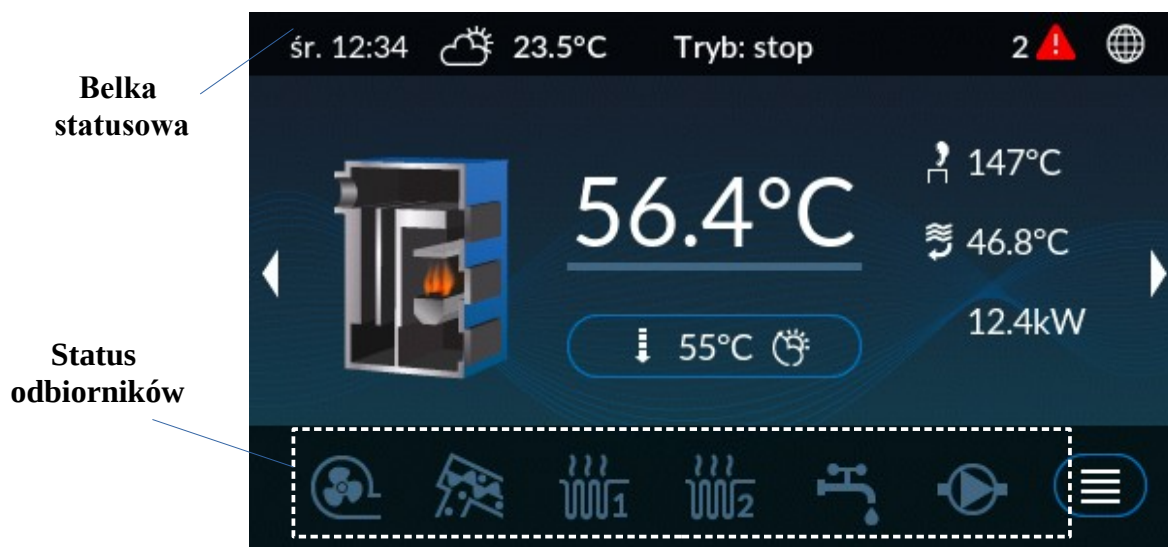 śr. 12:34 23.5°C Tryb: stop 2
Belka
statusowa
56.4°C
147°C
46.8°C
12.4kW
55°C
Status
odbiorników
1 2